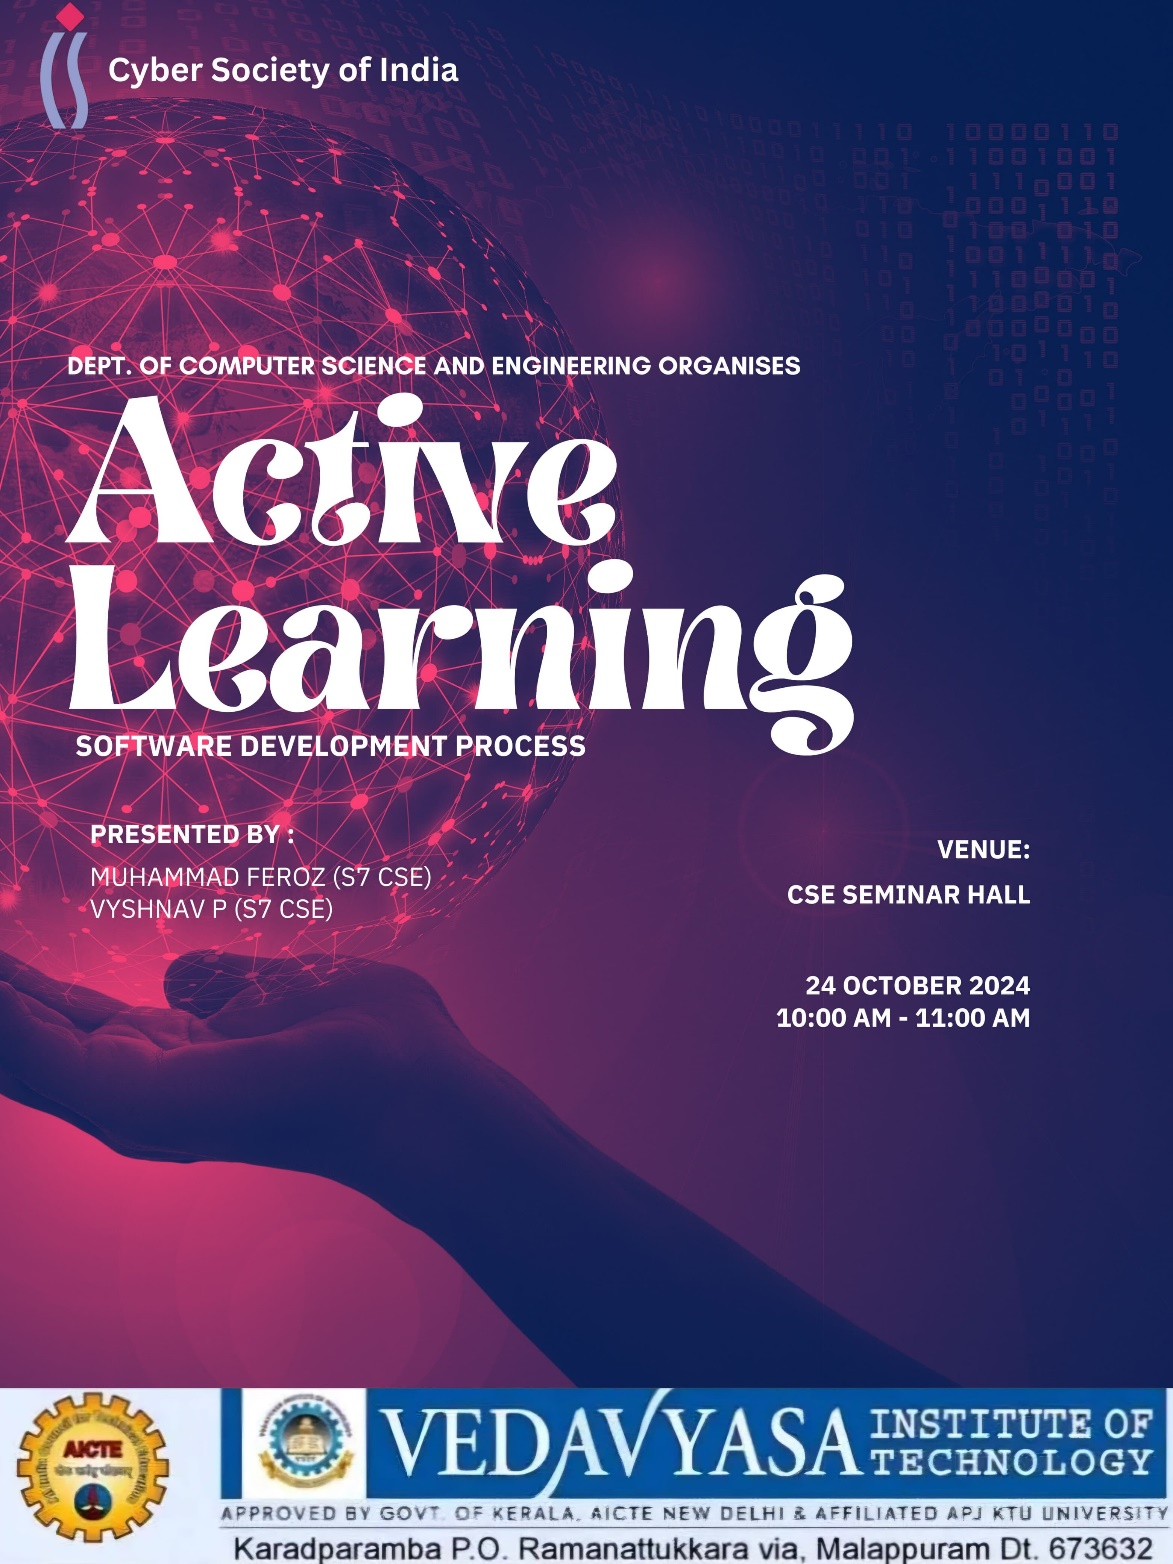 Cyber Society of India
DEPT. OF COMPUTER SCIENCE AND ENGINEERING ORGANISES
Active
Learning
SOFTWARE DEVELOPMENT PROCESS
PRESENTED BY :
MUHAMMAD FEROZ (S7 CSE)
VYSHNAV P (S7 CSE)
VENUE:
CSE SEMINAR HALL
24 OCTOBER 2024
10:00 AM - 11:00 AM
AICTE
VEDAVYASA INSTITUTE OF
TECHNOLOGY
APPROVED BY GOVT. OF KERALA, AICTE NEW DELHI & AFFILIATED APJ KTU UNIVERSITY
Karadparamba P.O. Ramanattukkara via, Malappuram Dt. 673632